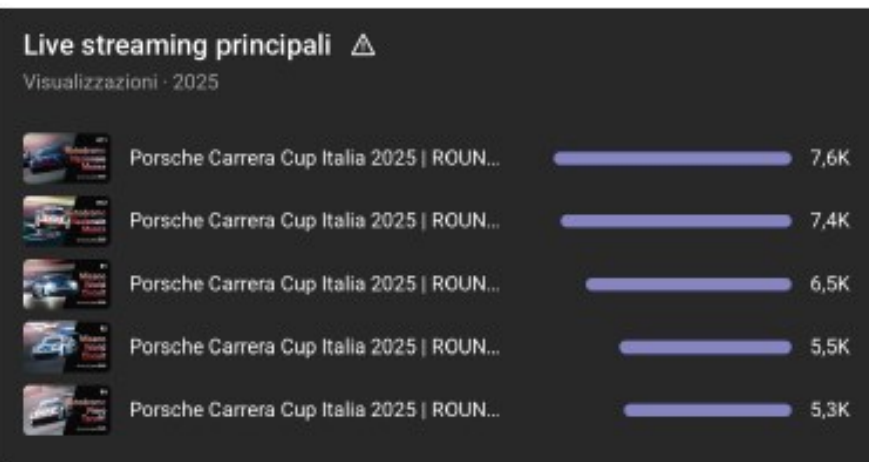 Live streaming principali
Visualizzazioni · 2025
Porsche Carrera Cup Italia 2025 | ROUN... 7,6K
Porsche Carrera Cup Italia 2025 | ROUN... 7,4K
Porsche Carrera Cup Italia 2025 | ROUN... 6,5K
Porsche Carrera Cup Italia 2025 | ROUN... 5,5K
Porsche Carrera Cup Italia 2025 | ROUN... 5,3K